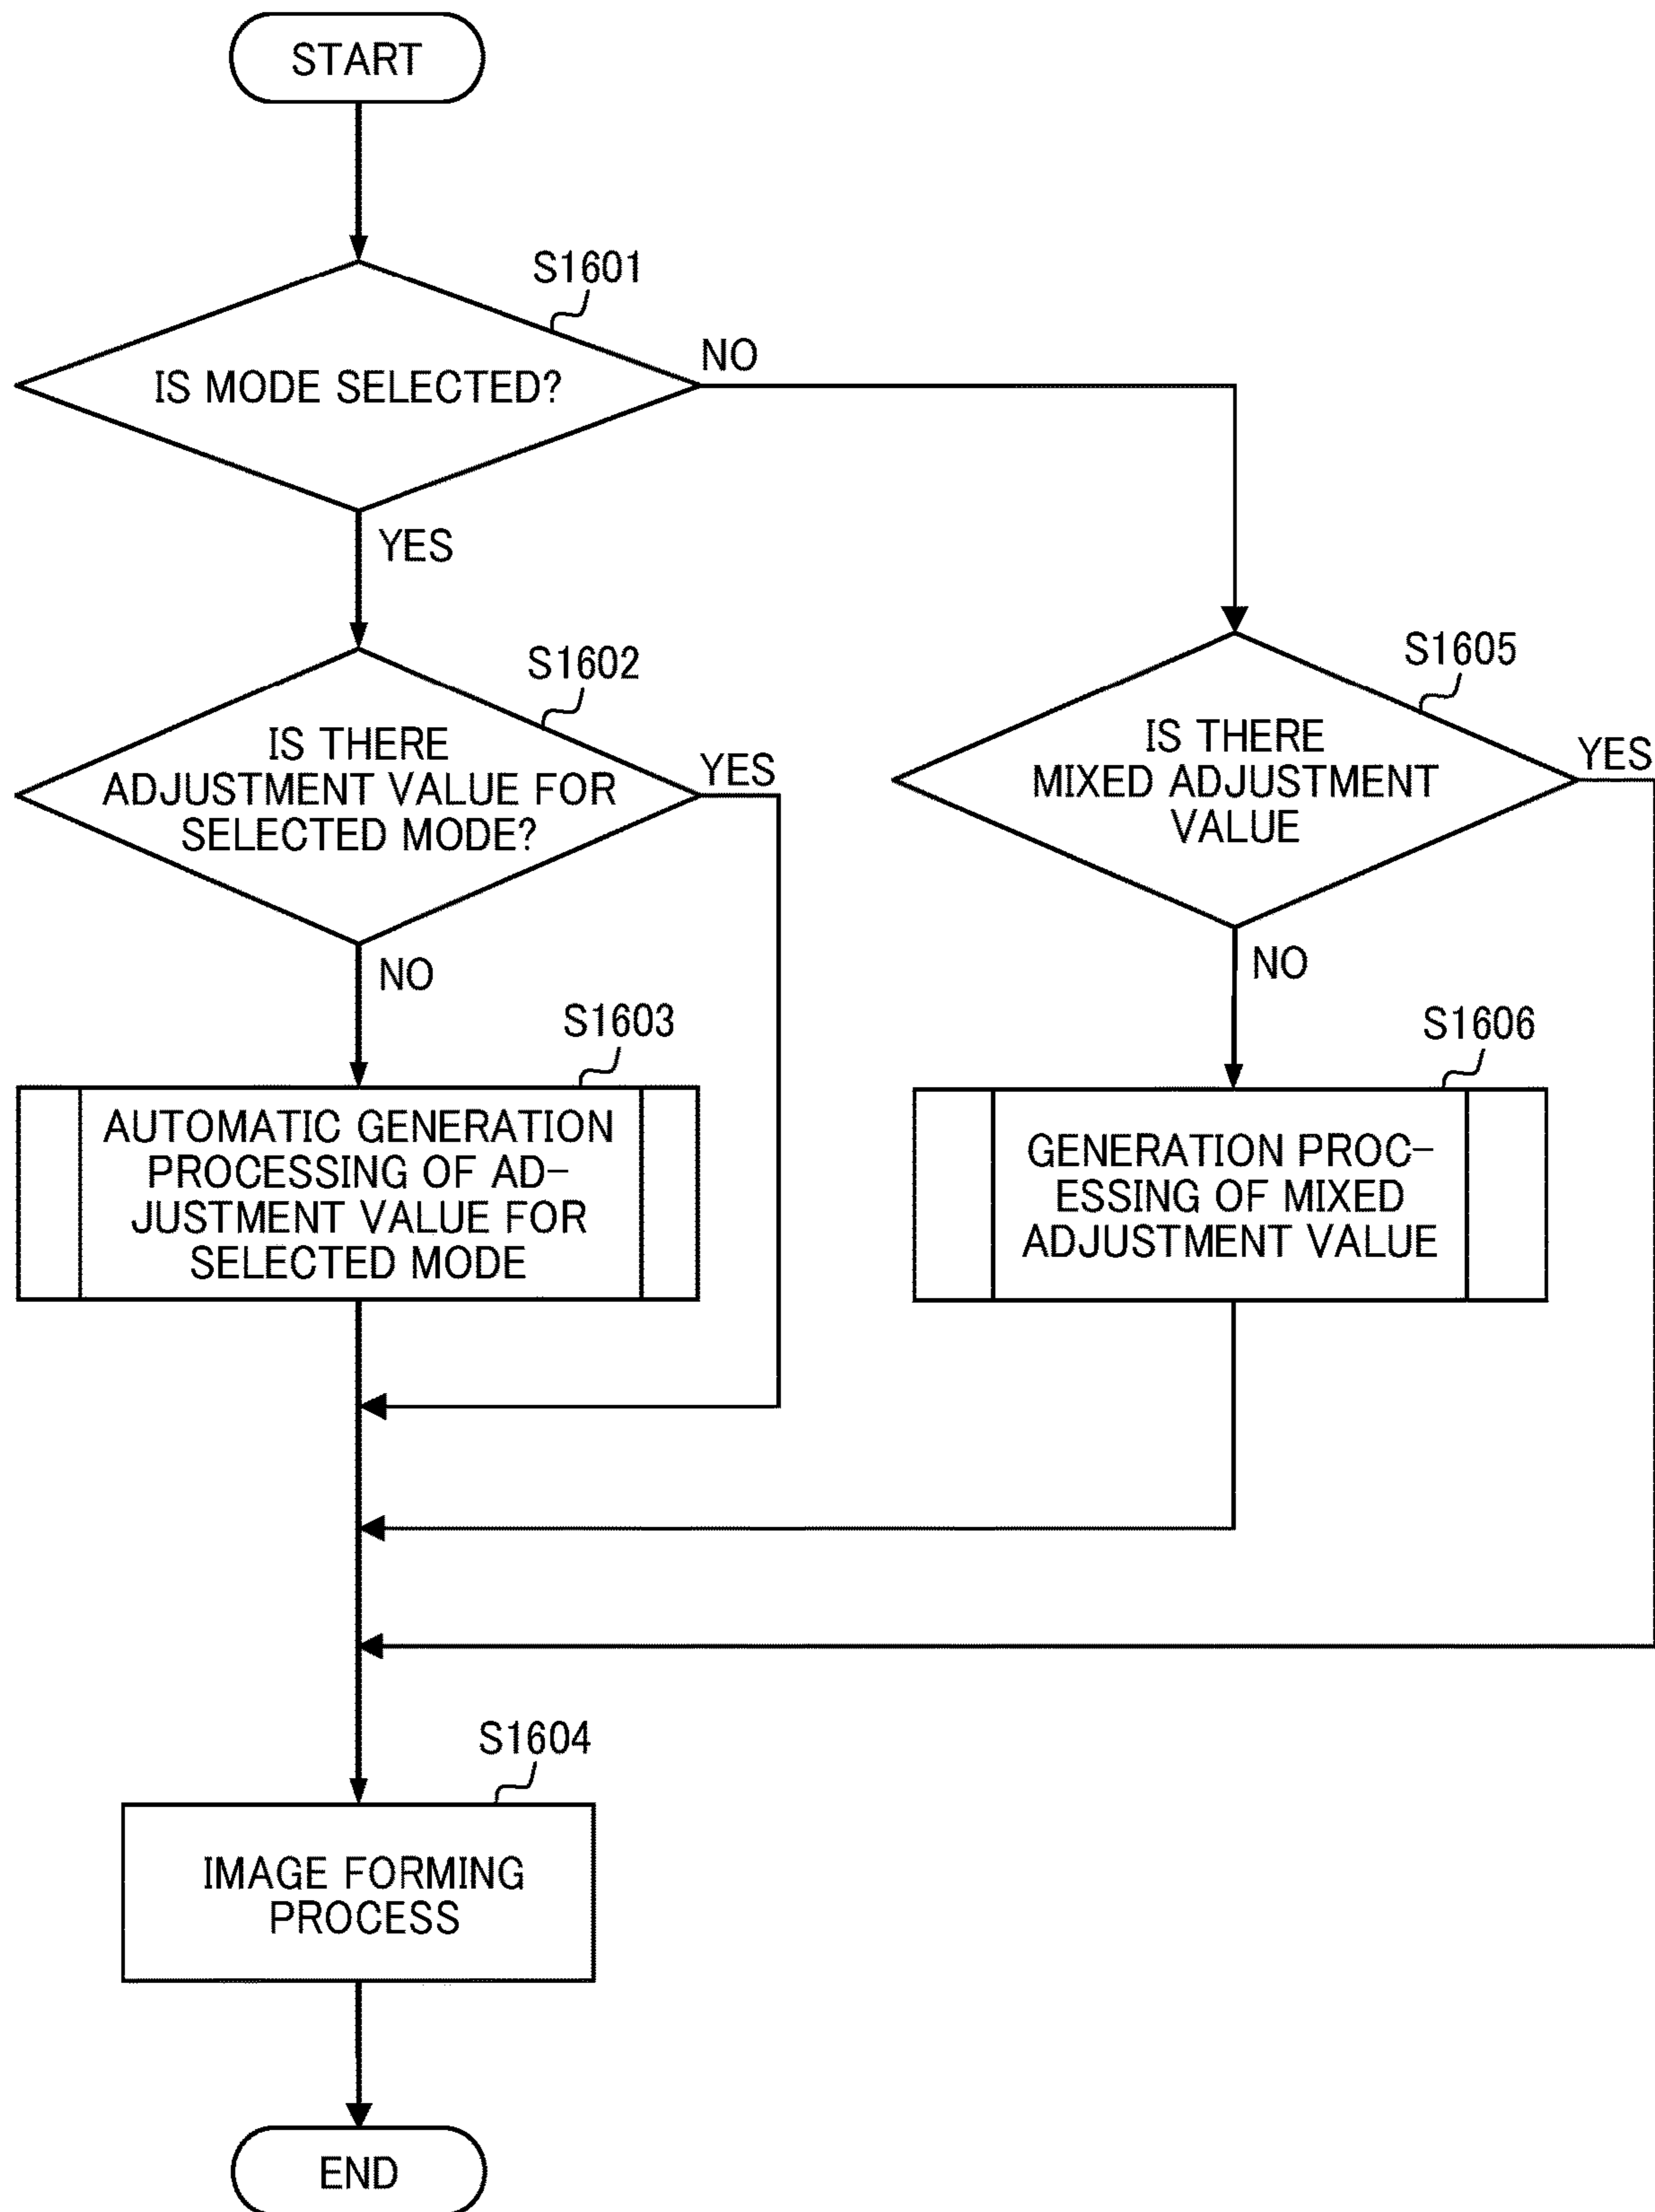 START
S1601
IS MODE SELECTED?
NO
YES
S1602
IS THERE
ADJUSTMENT VALUE FOR
SELECTED MODE?
YES
NO
S1605
IS THERE
MIXED ADJUSTMENT
VALUE
YES
NO
S1603
AUTOMATIC GENERATION
PROCESSING OF AD-
JUSTMENT VALUE FOR
SELECTED MODE
S1606
GENERATION PROC-
ESSING OF MIXED
ADJUSTMENT VALUE
S1604
IMAGE FORMING
PROCESS
END